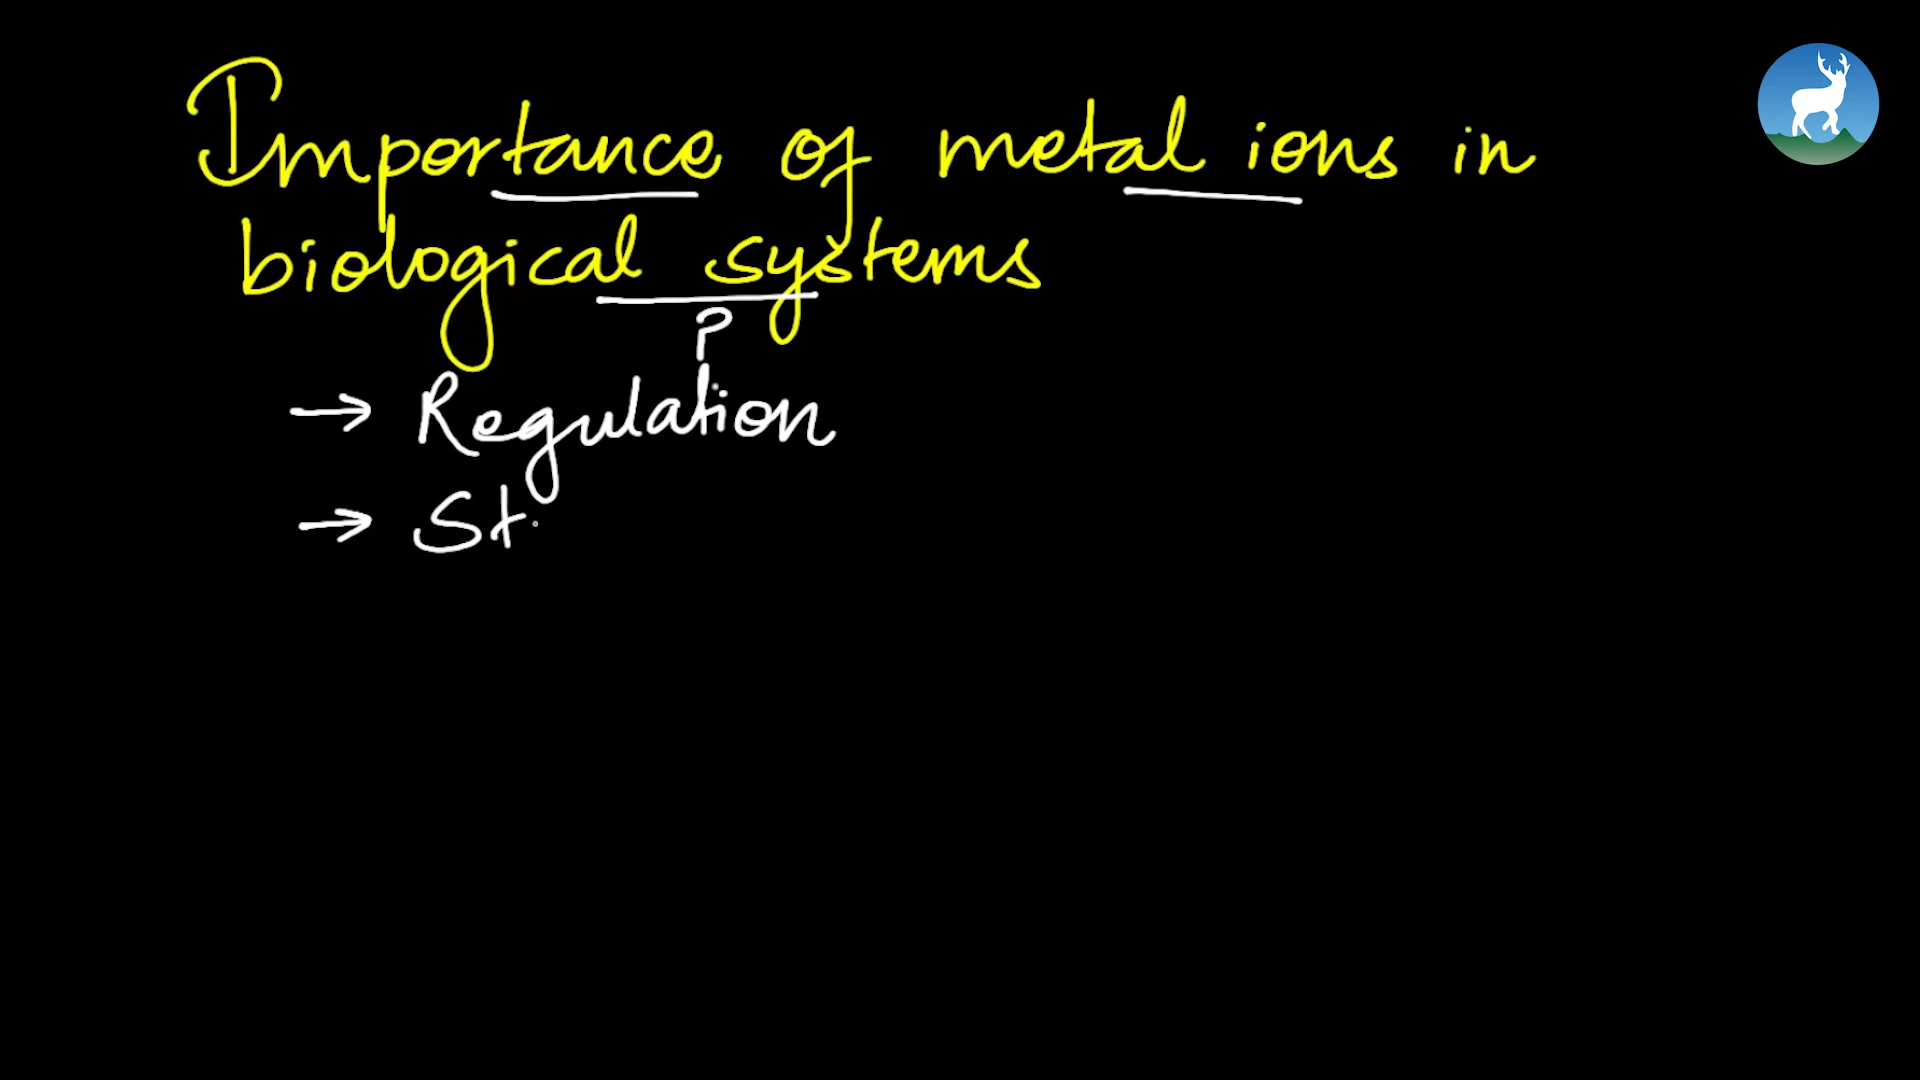 Importance of metal ions in
biological systems
P
→ Regulation
→ St